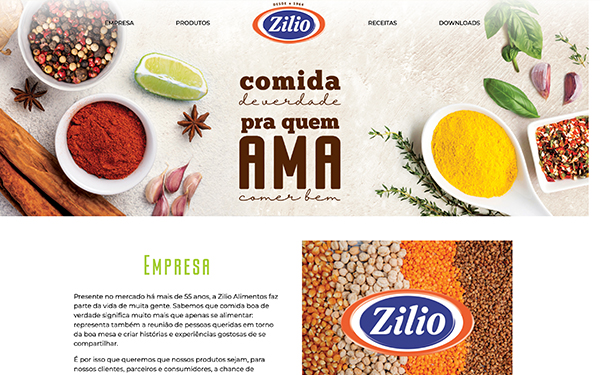 DESDE • 1964
EMPRESA PRODUTOS Zilio RECEITAS DOWNLOADS
comida
de verdade
pra quem
AMA
comer bem
EMPRESA
Presente no mercado há mais de 55 anos, a Zilio Alimentos faz
parte da vida de muita gente. Sabemos que comida boa de
verdade significa muito mais que apenas se alimentar:
representa também a reunião de pessoas queridas em torno
da boa mesa e criar histórias e experiências gostosas de se
compartilhar.
É por isso que queremos que nossos produtos sejam, para
nossos clientes, parceiros e consumidores, a chance de
Zilio